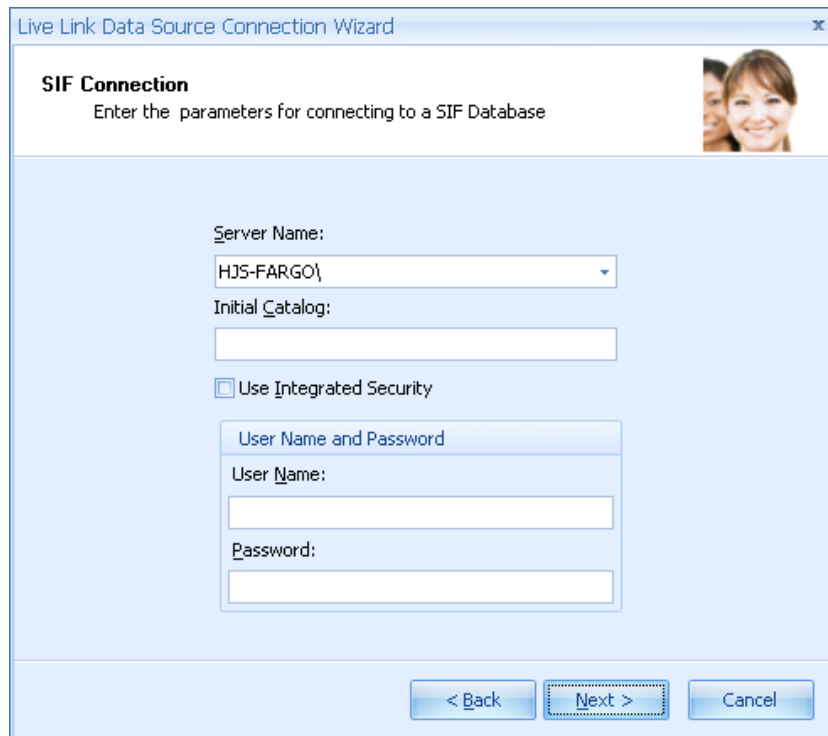 Live Link Data Source Connection Wizard
x
SIF Connection
Enter the parameters for connecting to a SIF Database
Server Name:
HJS-FARGO\
Initial Catalog:
Use Integrated Security
User Name and Password
User Name:
Password:
< Back Next > Cancel